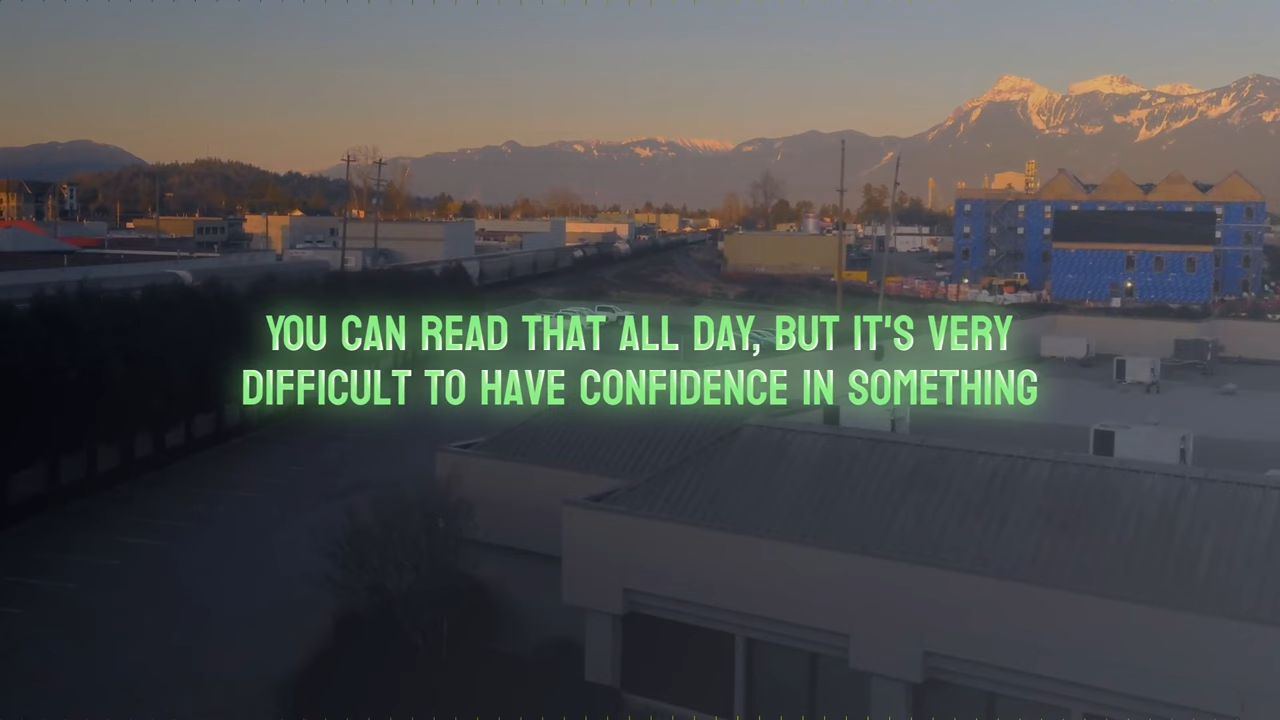 YOU CAN READ THAT ALL DAY, BUT IT'S VERY
DIFFICULT TO HAVE CONFIDENCE IN SOMETHING